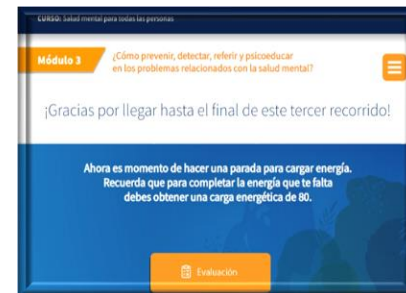 CURSO: Salud mental para todas las personas
Módulo 3
¿Cómo prevenir, detectar, referir y psicoeducar
en los problemas relacionados con la salud mental?
¡Gracias por llegar hasta el final de este tercer recorrido!
Ahora es momento de hacer una parada para cargar energía.
Recuerda que para completar la energía que te falta
debes obtener una carga energética de 80.
Evaluación